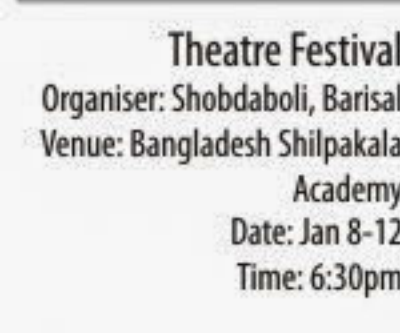 Theatre Festival
Organiser: Shobdaboli, Barisal
Venue: Bangladesh Shilpakala
Academy
Date: Jan 8-12
Time: 6:30pm